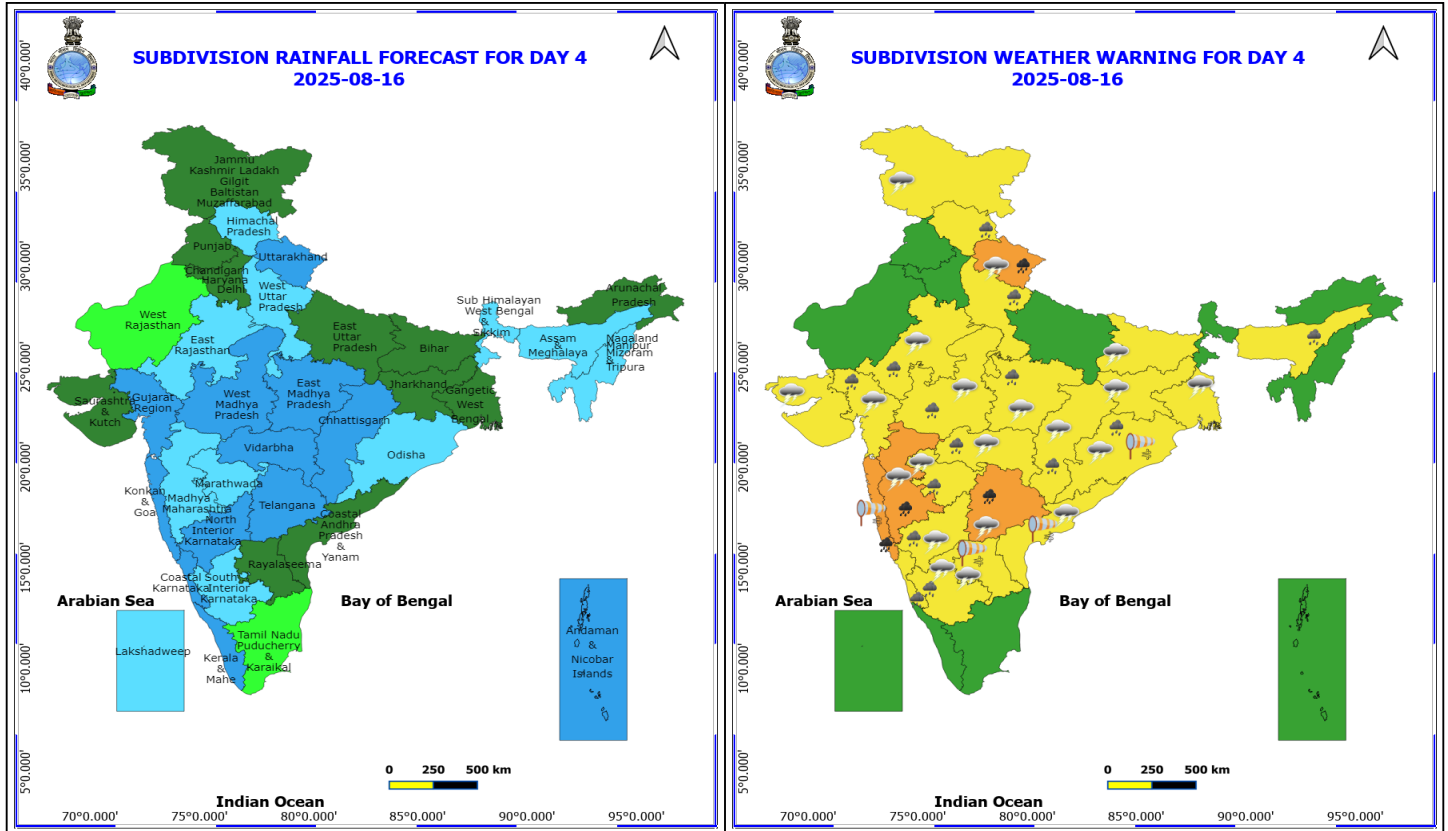 SUBDIVISION RAINFALL FORECAST FOR DAY 4
2025-08-16
40°0.000'
35°0.000'
30°0.000'
25°0.000'
20°0.000'
15°0.000'
10°0.000'
5°0.000'
Jammu
Kashmir Ladakh
Gilgit
Baltistan
Muzaffarabad
Himachal
Pradesh
Punjab
Uttarakhand
Chandigarh
Haryana
Delhi
West
Uttar
Pradesh
West
Rajasthan
East
Rajasthan
East
Uttar
Pradesh
Bihar
Sub Himalayan
West Bengal
&
Sikkim
Arunachal
Pradesh
Assam
&
Meghalaya
Nagaland
Manipur
Mizoram
&
Tripura
Saurashtra
&
Kutch
Gujarat
Region
West
Madhya
Pradesh
East
Madhya
Pradesh
Jharkhand
Gangetic
West
Bengal
Chhattisgarh
Vidarbha
Odisha
Konkan
&
Goa
Madhya
Maharashtra
Marathwada
Telangana
North
Interior
Karnataka
Coastal
Andhra
Pradesh
&
Yanam
Rayalaseema
Coastal
Karnataka
South
Interior
Karnataka
Arabian Sea
Bay of Bengal
Lakshadweep
Kerala
&
Mahe
Tamil Nadu
Puducherry
&
Karaikal
Andaman
&
Nicobar
Islands
0 250 500 km
Indian Ocean
70°0.000' 75°0.000' 80°0.000' 85°0.000' 90°0.000' 95°0.000'
SUBDIVISION WEATHER WARNING FOR DAY 4
2025-08-16
40°0.000'
35°0.000'
30°0.000'
25°0.000'
20°0.000'
15°0.000'
10°0.000'
5°0.000'
Arabian Sea
Bay of Bengal
0 250 500 km
Indian Ocean
70°0.000' 75°0.000' 80°0.000' 85°0.000' 90°0.000' 95°0.000'